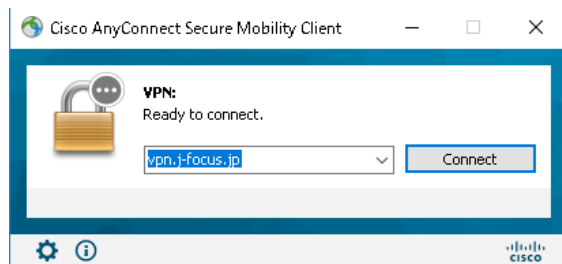 Cisco AnyConnect Secure Mobility Client
VPN:
Ready to connect.
vpn.j-focus.jp
Connect
CISCO